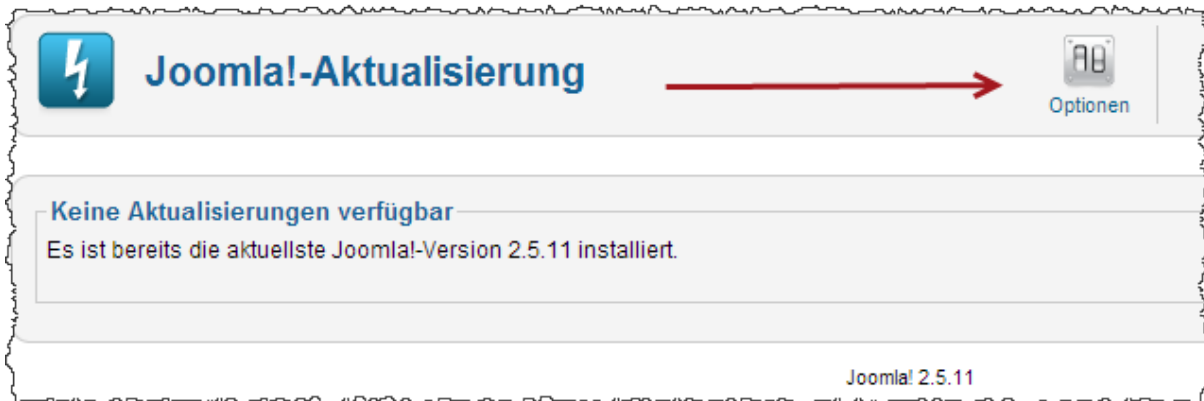 Joomla!-Aktualisierung
Optionen
Keine Aktualisierungen verfügbar
Es ist bereits die aktuellste Joomla!-Version 2.5.11 installiert.
Joomla! 2.5.11